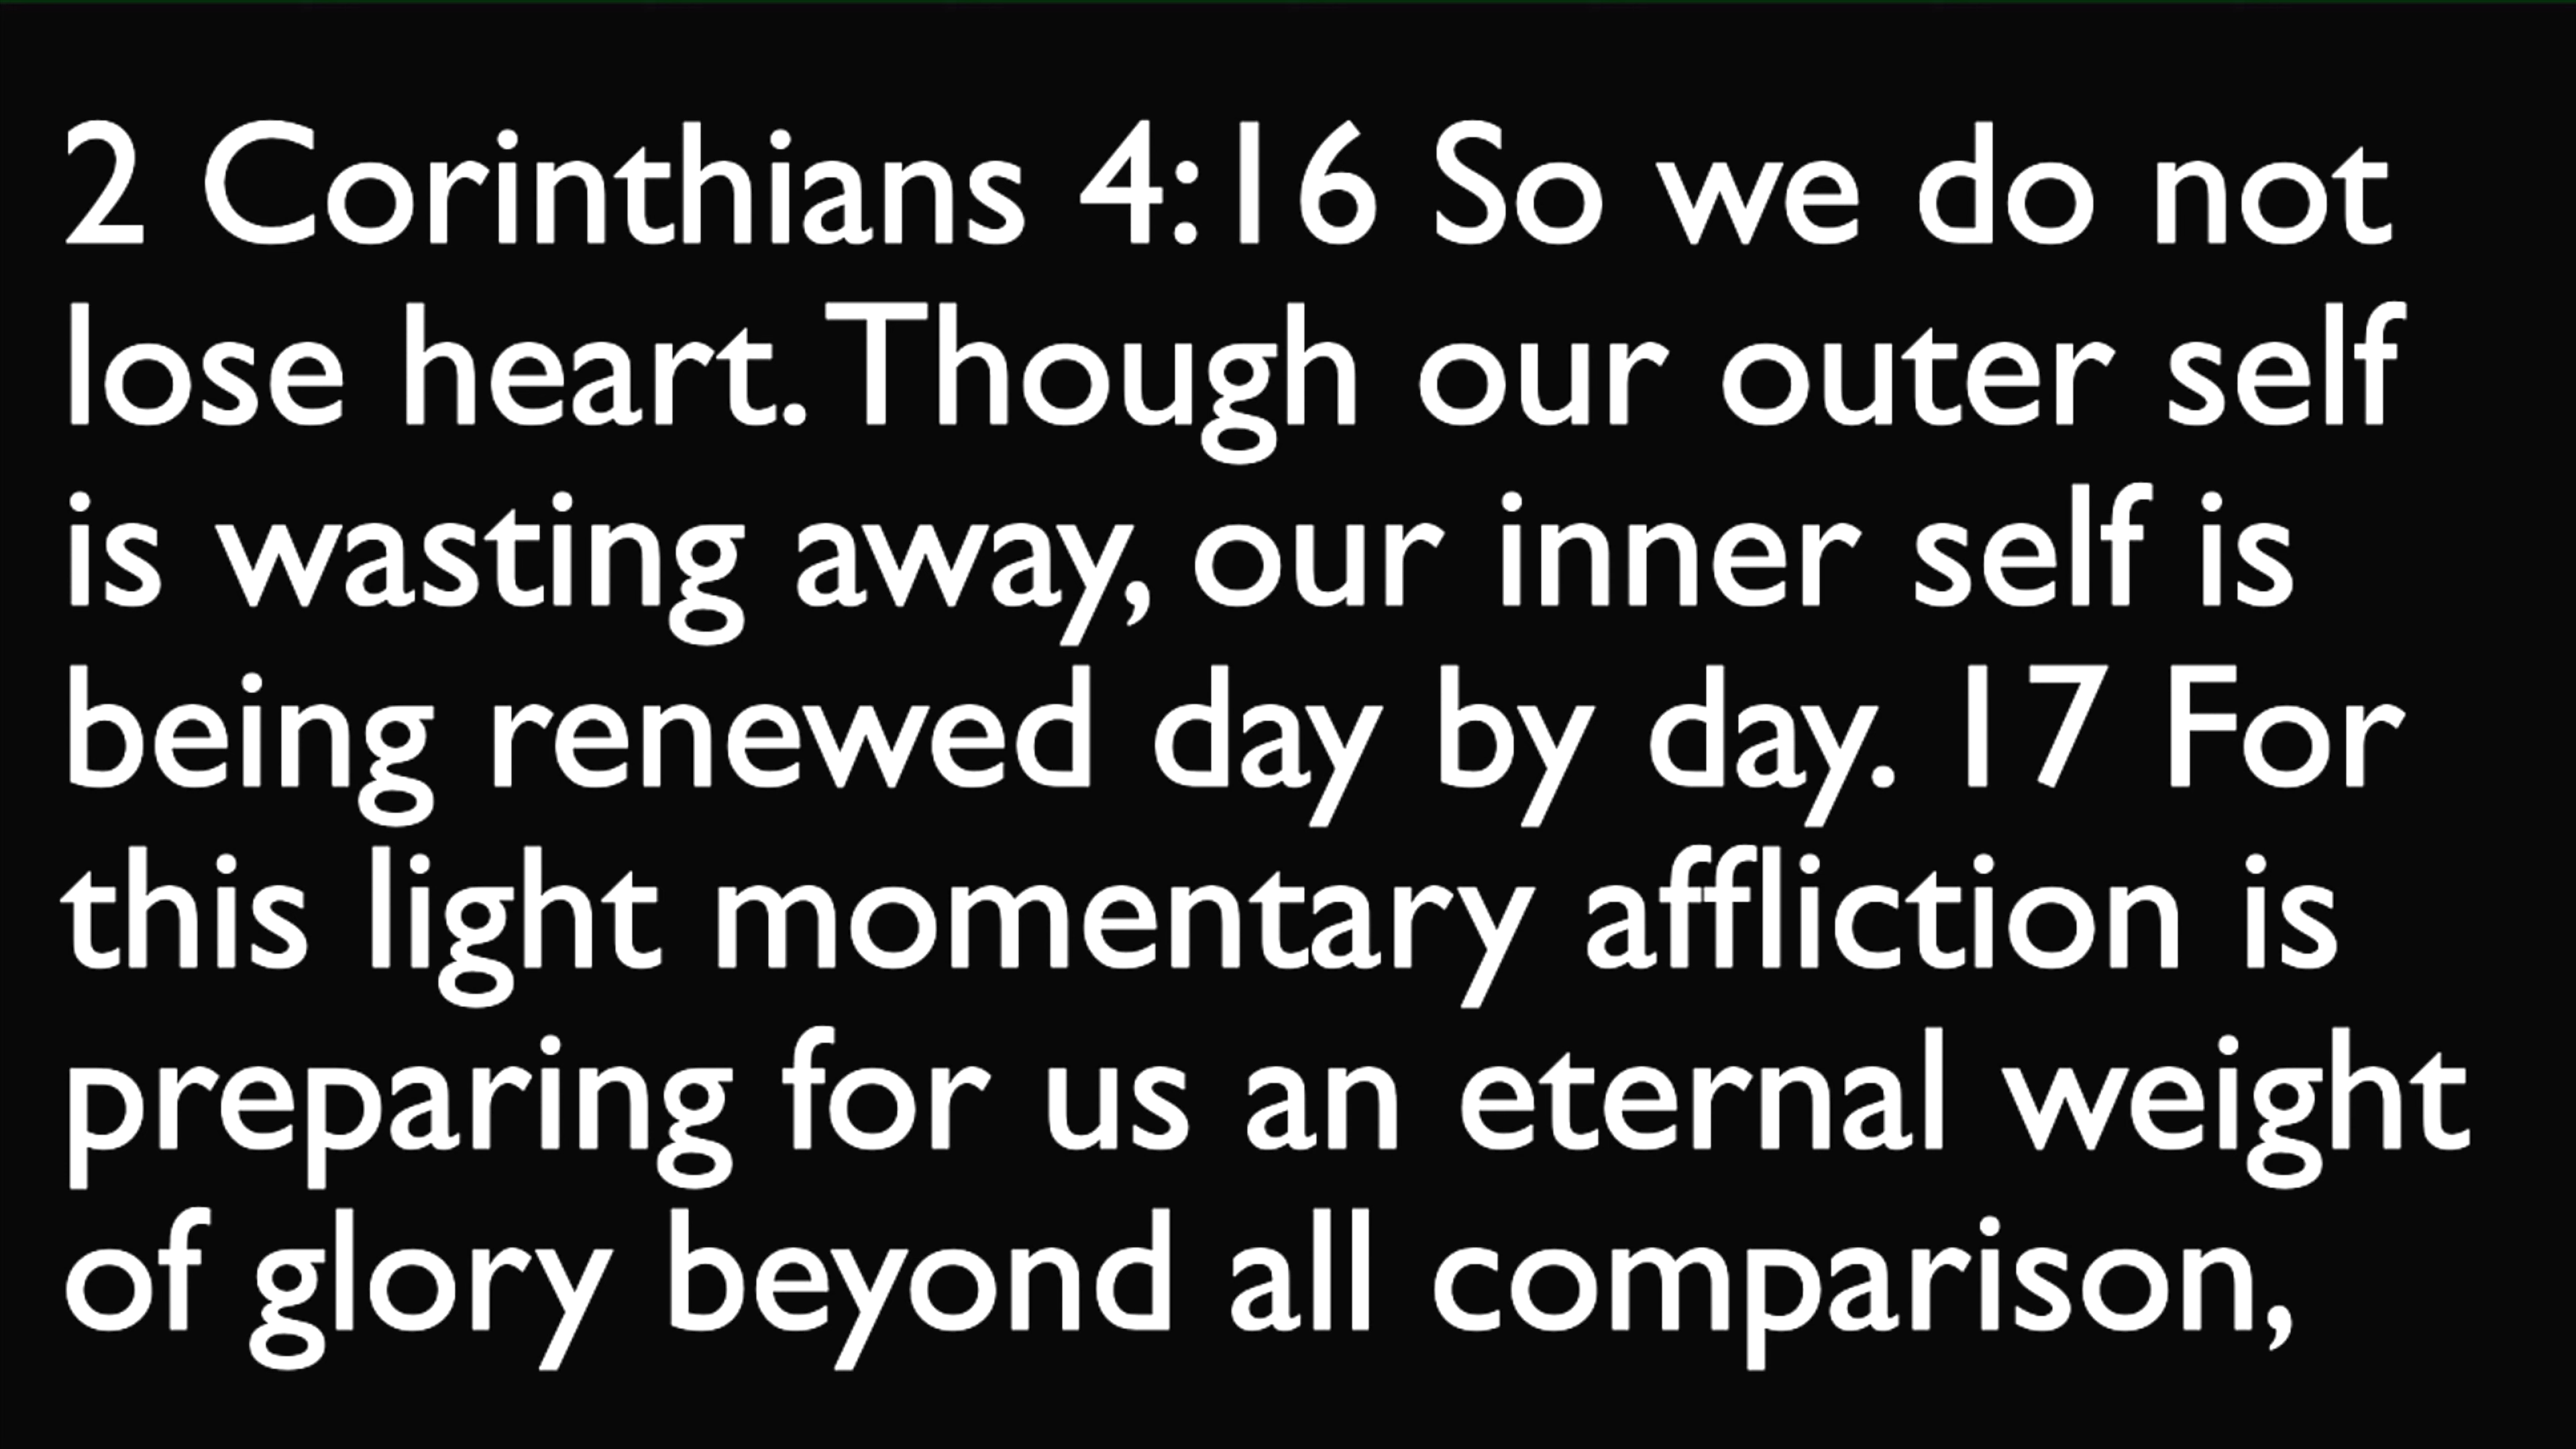 2 Corinthians 4:16 So we do not
lose heart. Though our outer self
is wasting away, our inner self is
being renewed day by day. 17 For
this light momentary affliction is
preparing for us an eternal weight
of glory beyond all comparison,